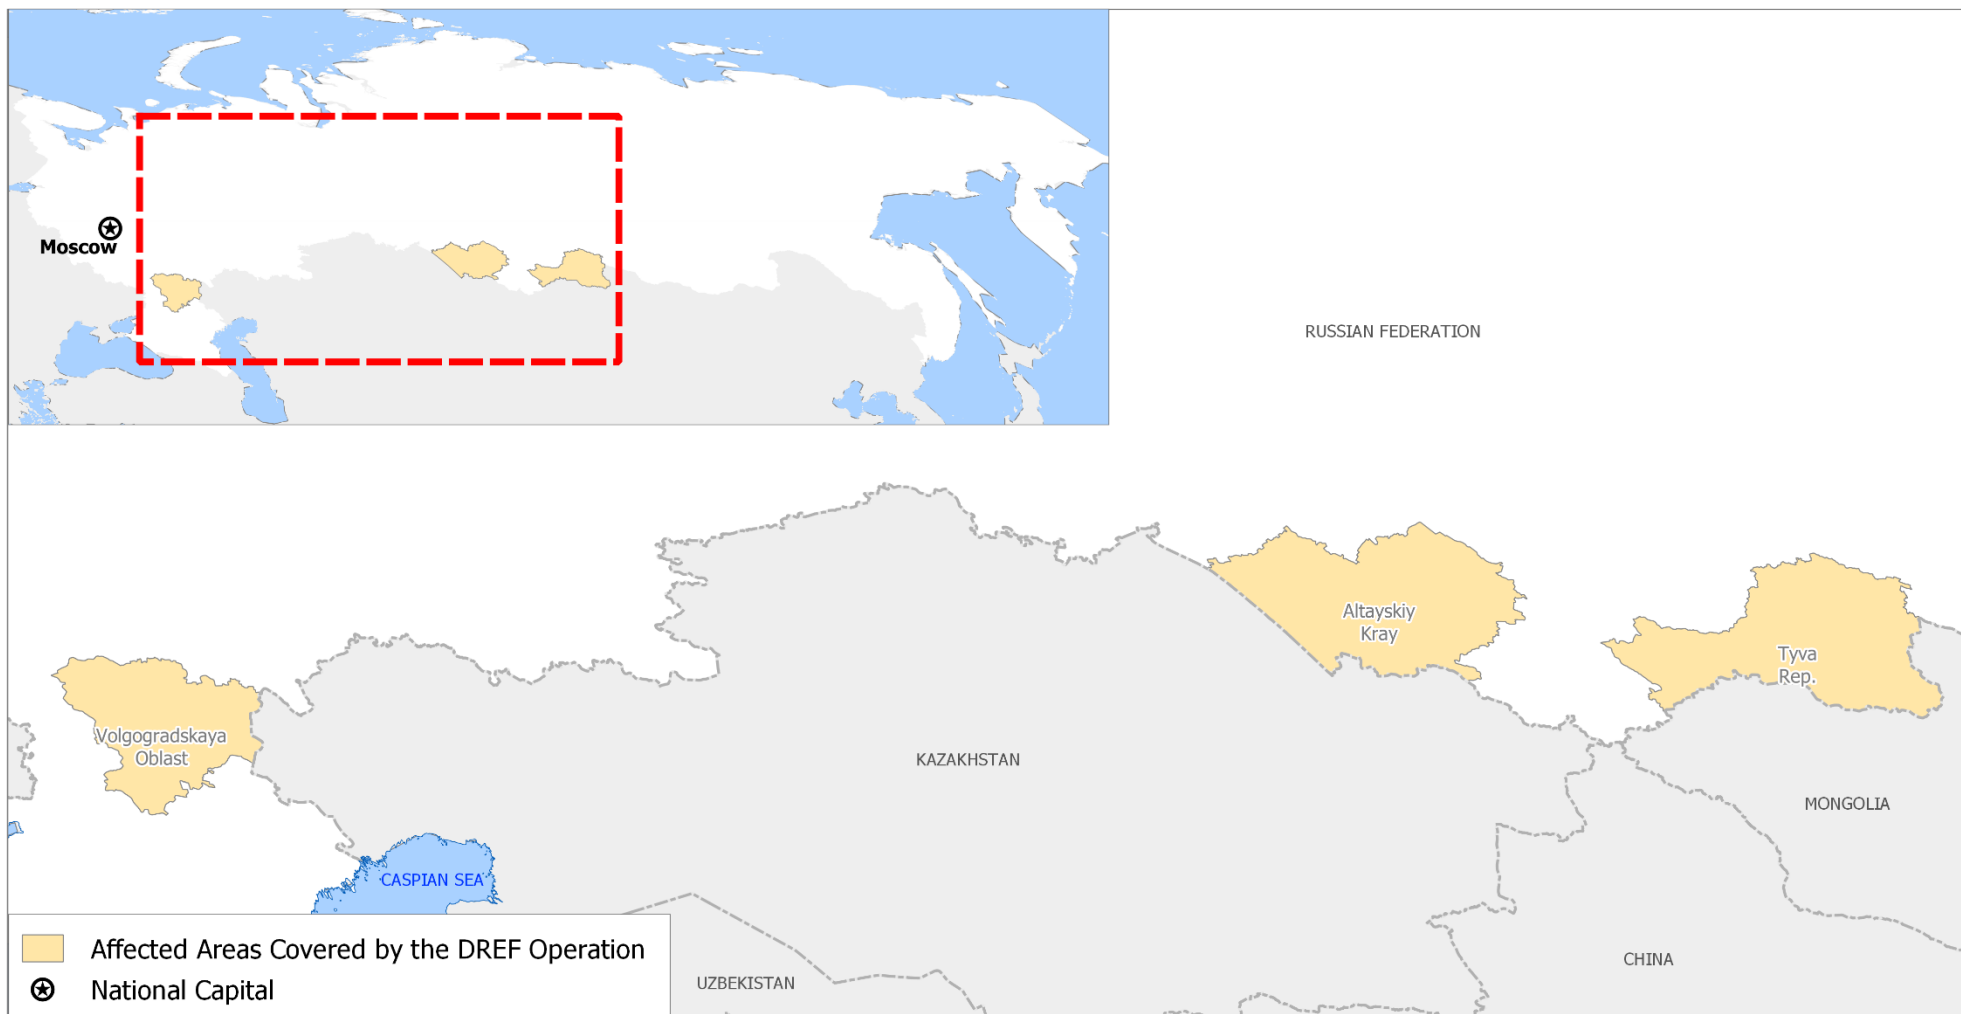 Moscow
RUSSIAN FEDERATION
Altayskiy
Kray
Tyva
Rep.
Volgogradskaya
Oblast
KAZAKHSTAN
MONGOLIA
CASPIAN SEA
Affected Areas Covered by the DREF Operation
National Capital
UZBEKISTAN
CHINA